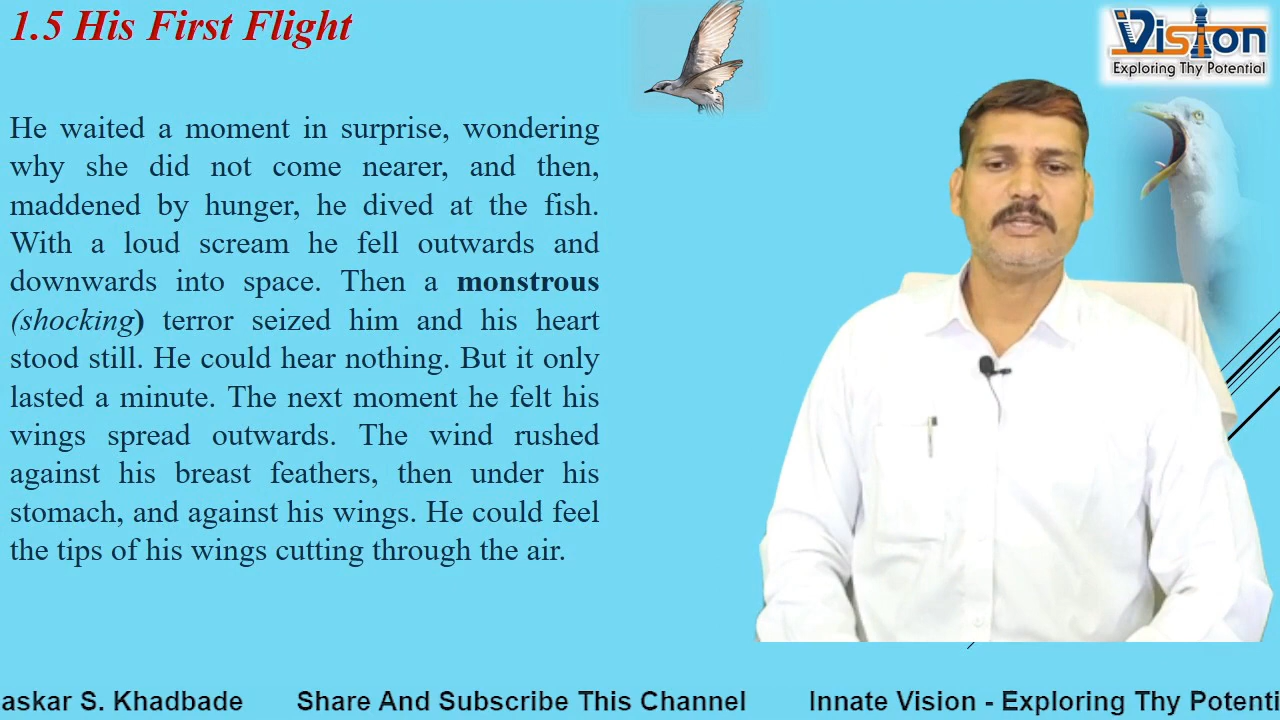 1.5 His First Flight
Vision
Exploring Thy Potential
He waited a moment in surprise, wondering
why she did not come nearer, and then,
maddened by hunger, he dived at the fish.
With a loud scream he fell outwards and
downwards into space. Then a monstrous
(shocking) terror seized him and his heart
stood still. He could hear nothing. But it only
lasted a minute. The next moment he felt his
wings spread outwards. The wind rushed
against his breast feathers, then under his
stomach, and against his wings. He could feel
the tips of his wings cutting through the air.
askar S. Khadbade Share And Subscribe This Channel Innate Vision - Exploring Thy Potenti